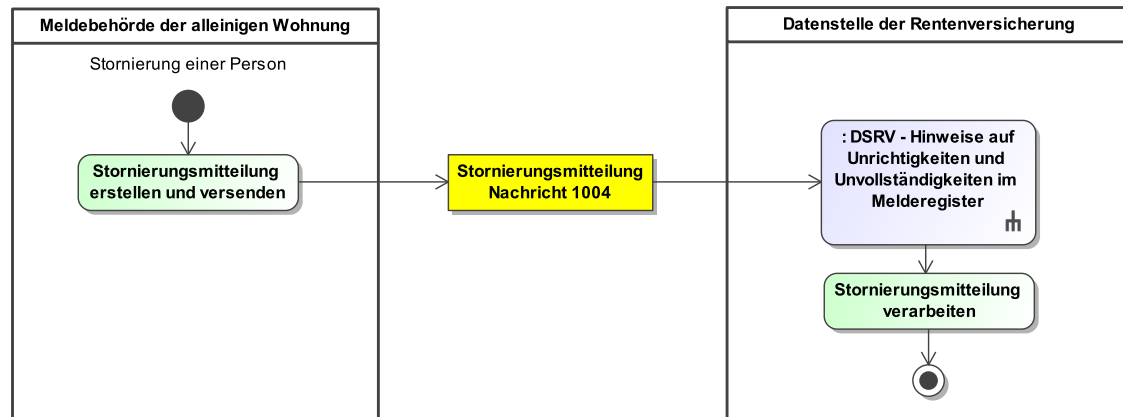 Meldebehörde der alleinigen Wohnung
Stornierung einer Person
Stornierungsmitteilung
erstellen und versenden
Stornierungsmitteilung
Nachricht 1004
Datenstelle der Rentenversicherung
: DSRV - Hinweise auf
Unrichtigkeiten und
Unvollständigkeiten im
Melderegister
Stornierungsmitteilung
verarbeiten